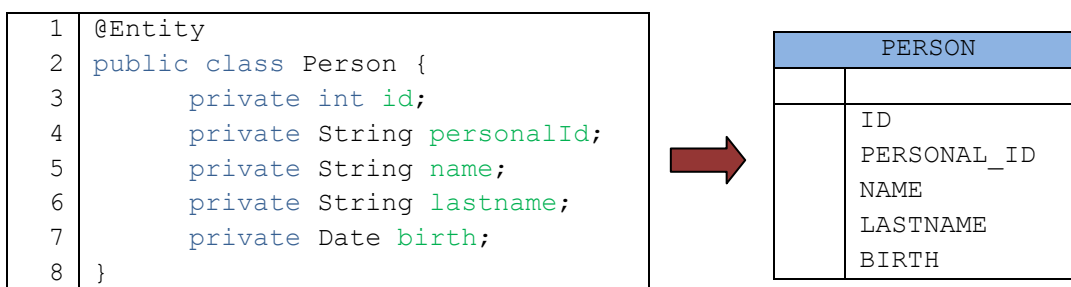 1 @Entity
2 public class Person {
3 private int id;
4 private String personalId;
5 private String name;
6 private String lastname;
7 private Date birth;
8 }
PERSON
ID
PERSONAL_ID
NAME
LASTNAME
BIRTH